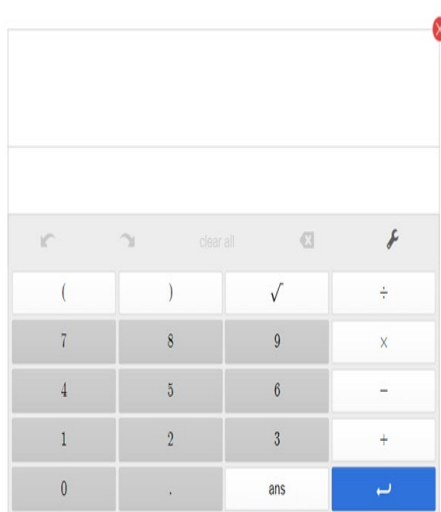 clear all
( ) √ ÷
7 8 9 ×
4 5 6 −
1 2 3 +
0 . ans